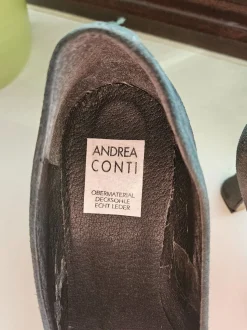 ANDREA
CONTI
OBERMATERIAL
DECKSOHLE
ECHT LEDER